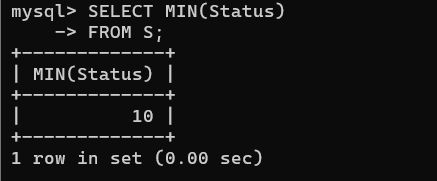 mysql> SELECT MIN(Status)
    -> FROM S;
+-------------+
| MIN(Status) |
+-------------+
|          10 |
+-------------+
1 row in set (0.00 sec)